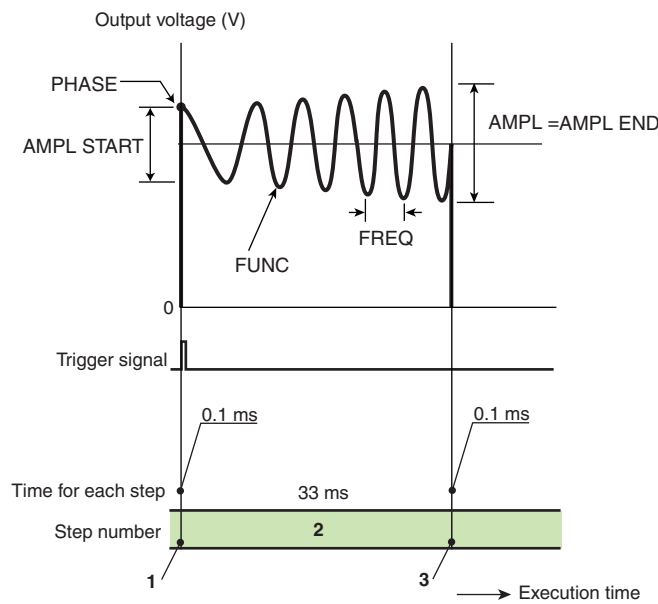 Output voltage (V)
PHASE
AMPL START
AMPL =AMPL END
FREQ
FUNC
0
Trigger signal
0.1 ms
0.1 ms
Time for each step
33 ms
Step number
2
1
3
Execution time